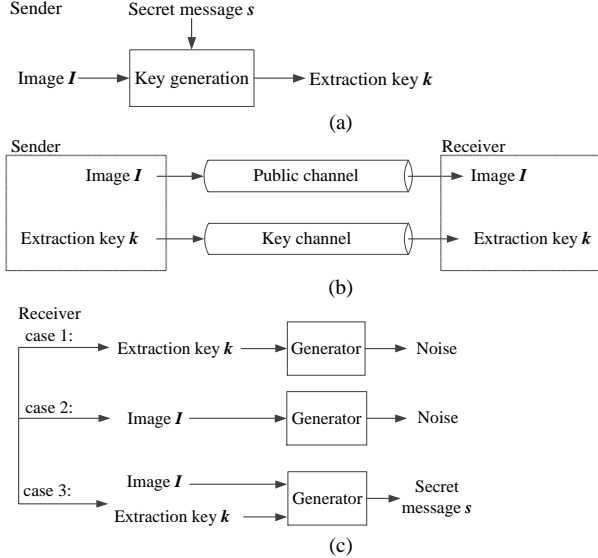 Sender
Secret message s
Image I
Key generation
Extraction key k
(a)
Sender
Receiver
Image I
Public channel
Image I
Extraction key k
Key channel
Extraction key k
(b)
Receiver
case 1:
Extraction key k
Generator
Noise
case 2:
Image I
Generator
Noise
case 3:
Image I
Extraction key k
Generator
Secret
message s
(c)